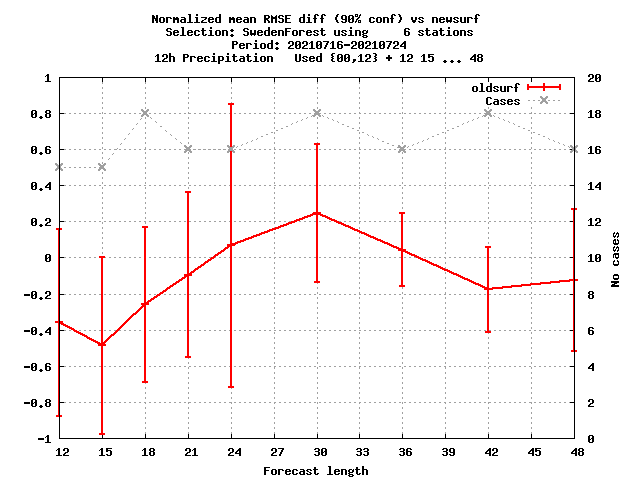 Normalized mean RMSE diff (90% conf) vs newsurf
Selection: SwedenForest using     6 stations
Period: 20210716-20210724
12h Precipitation   Used {00,12} + 12 15 ... 48
1 20
oldsurf
Cases
0.8 18
0.6 16
0.4 14
0.2 12
0 10
-0.2 8
-0.4 6
-0.6 4
-0.8 2
-1 0
No cases
12 15 18 21 24 27 30 33 36 39 42 45 48
Forecast length